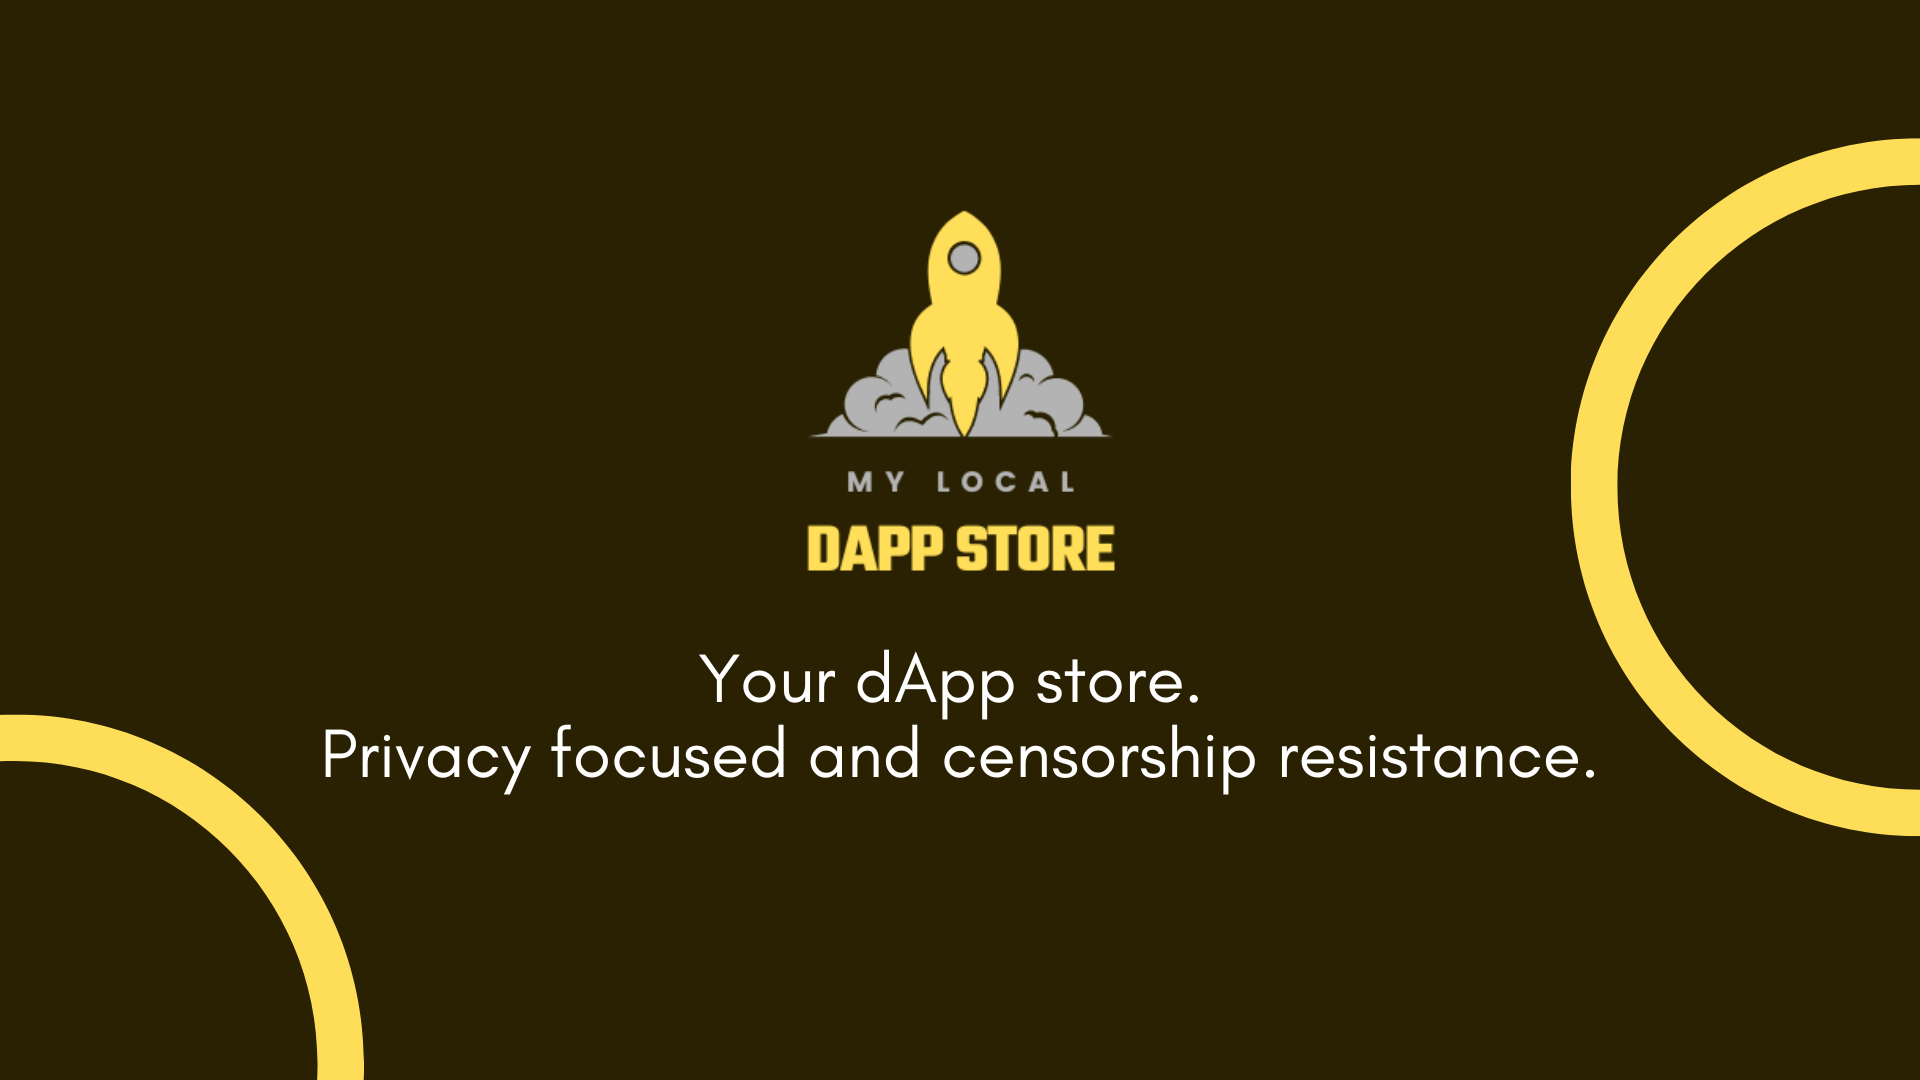 MY LOCAL
DAPP STORE
Your dApp store.
Privacy focused and censorship resistance.